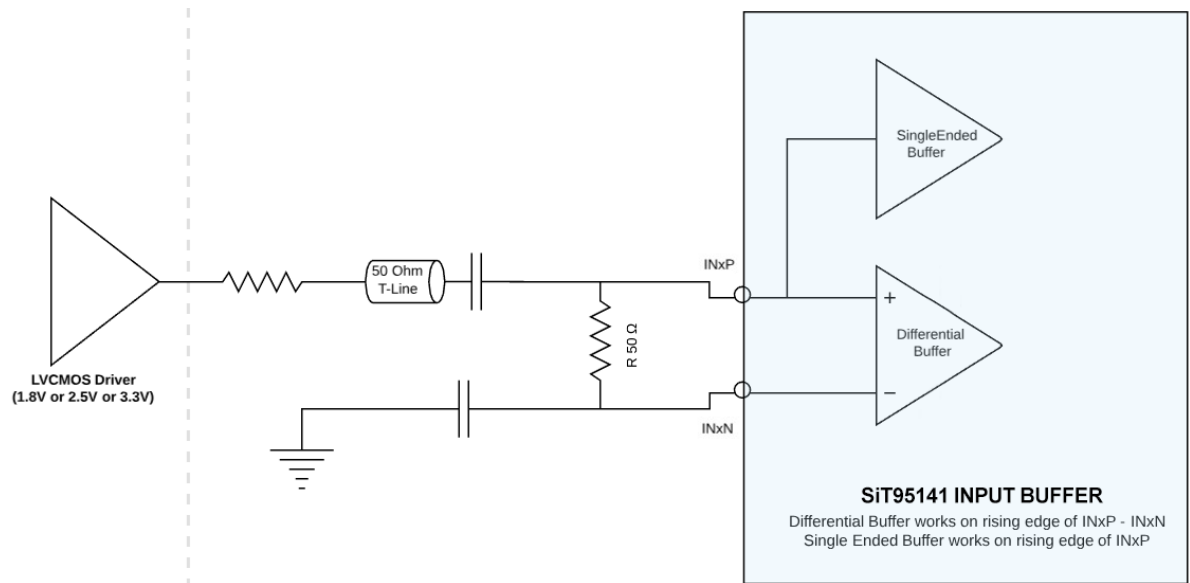 SingleEnded
Buffer
INxP
50 Ohm
T-Line
+
Differential
Buffer
R 50 Ω
LVCMOS Driver
(1.8V or 2.5V or 3.3V)
−
INxN
SiT95141 INPUT BUFFER
Differential Buffer works on rising edge of INxP - INxN
Single Ended Buffer works on rising edge of INxP